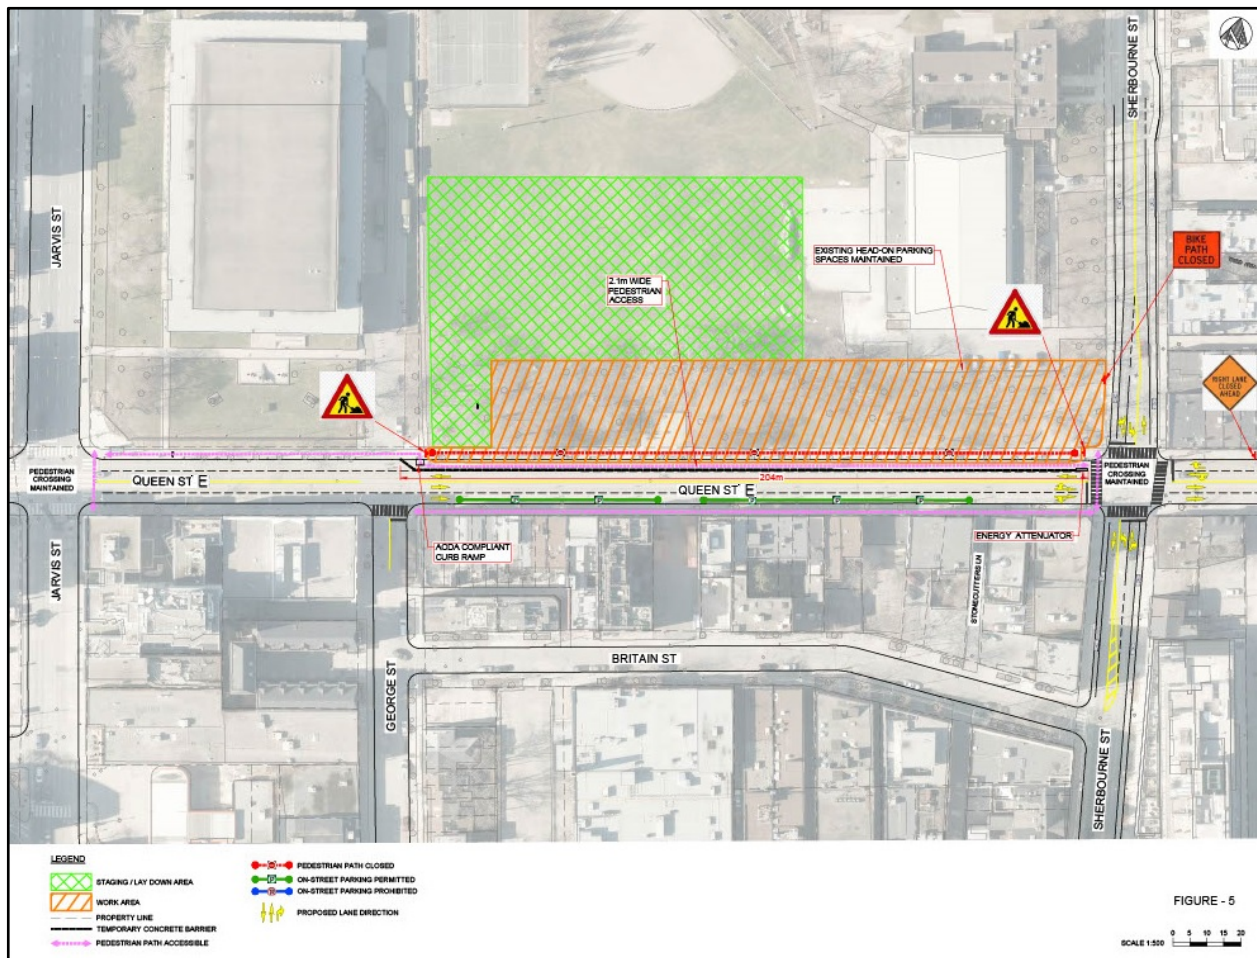 SHERBOURNE ST
JARVIS ST
BIKE
PATH
CLOSED
EXISTING HEAD-ON PARKING
SPACES MAINTAINED
2.1m WIDE
PEDESTRIAN
ACCESS
RIGHT LANE
CLOSED
AHEAD
PEDESTRIAN
CROSSING
MAINTAINED
QUEEN ST E
204m
QUEEN ST E
PEDESTRIAN
CROSSING
MAINTAINED
AODA COMPLIANT
CURB RAMP
ENERGY ATTENUATOR
JARVIS ST
STONECUTTERS LN
BRITAIN ST
GEORGE ST
SHERBOURNE ST
LEGEND
STAGING / LAY DOWN AREA
WORK AREA
PROPERTY LINE
TEMPORARY CONCRETE BARRIER
PEDESTRIAN PATH ACCESSIBLE
PEDESTRIAN PATH CLOSED
P ON-STREET PARKING PERMITTED
ON-STREET PARKING PROHIBITED
PROPOSED LANE DIRECTION
FIGURE - 5
SCALE 1:500
0 5 10 15 20